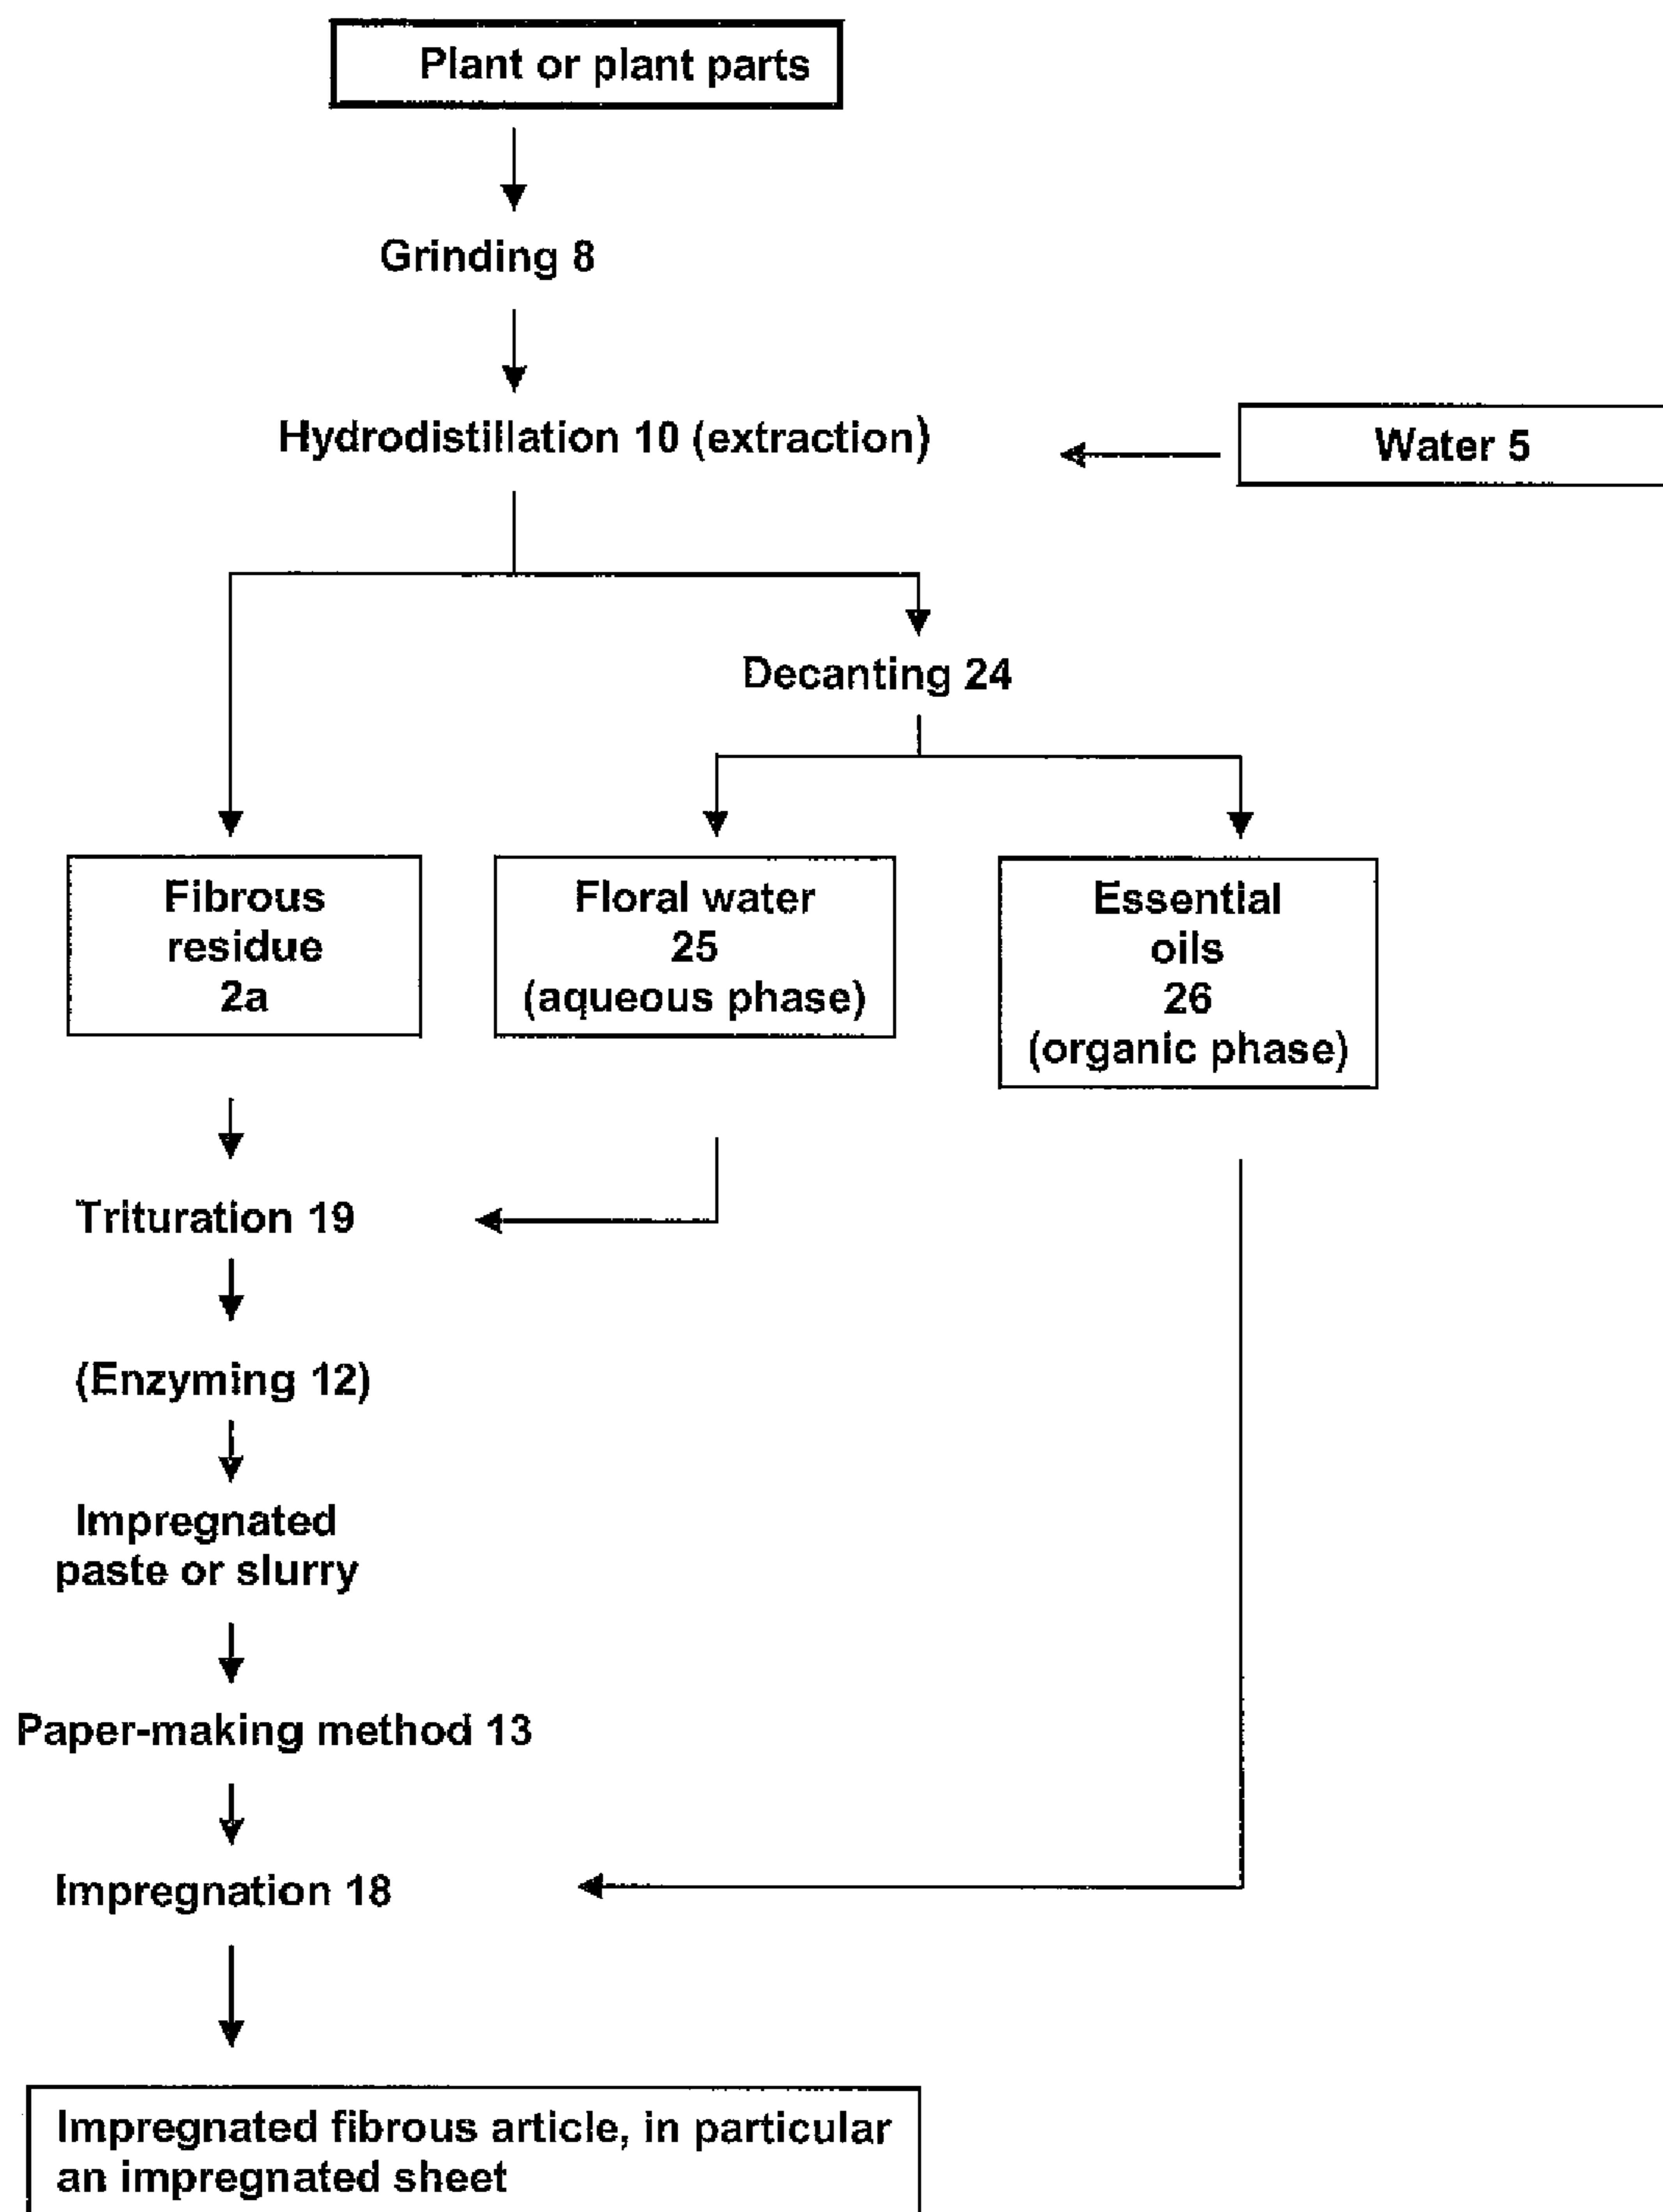 Plant or plant parts
Grinding 8
Hydrodistillation 10 (extraction)
Water 5
Decanting 24
Fibrous
residue
2a
Floral water
25
(aqueous phase)
Essential
oils
26
(organic phase)
Trituration 19
(Enzyming 12)
Impregnated
paste or slurry
Paper-making method 13
Impregnation 18
Impregnated fibrous article, in particular
an impregnated sheet